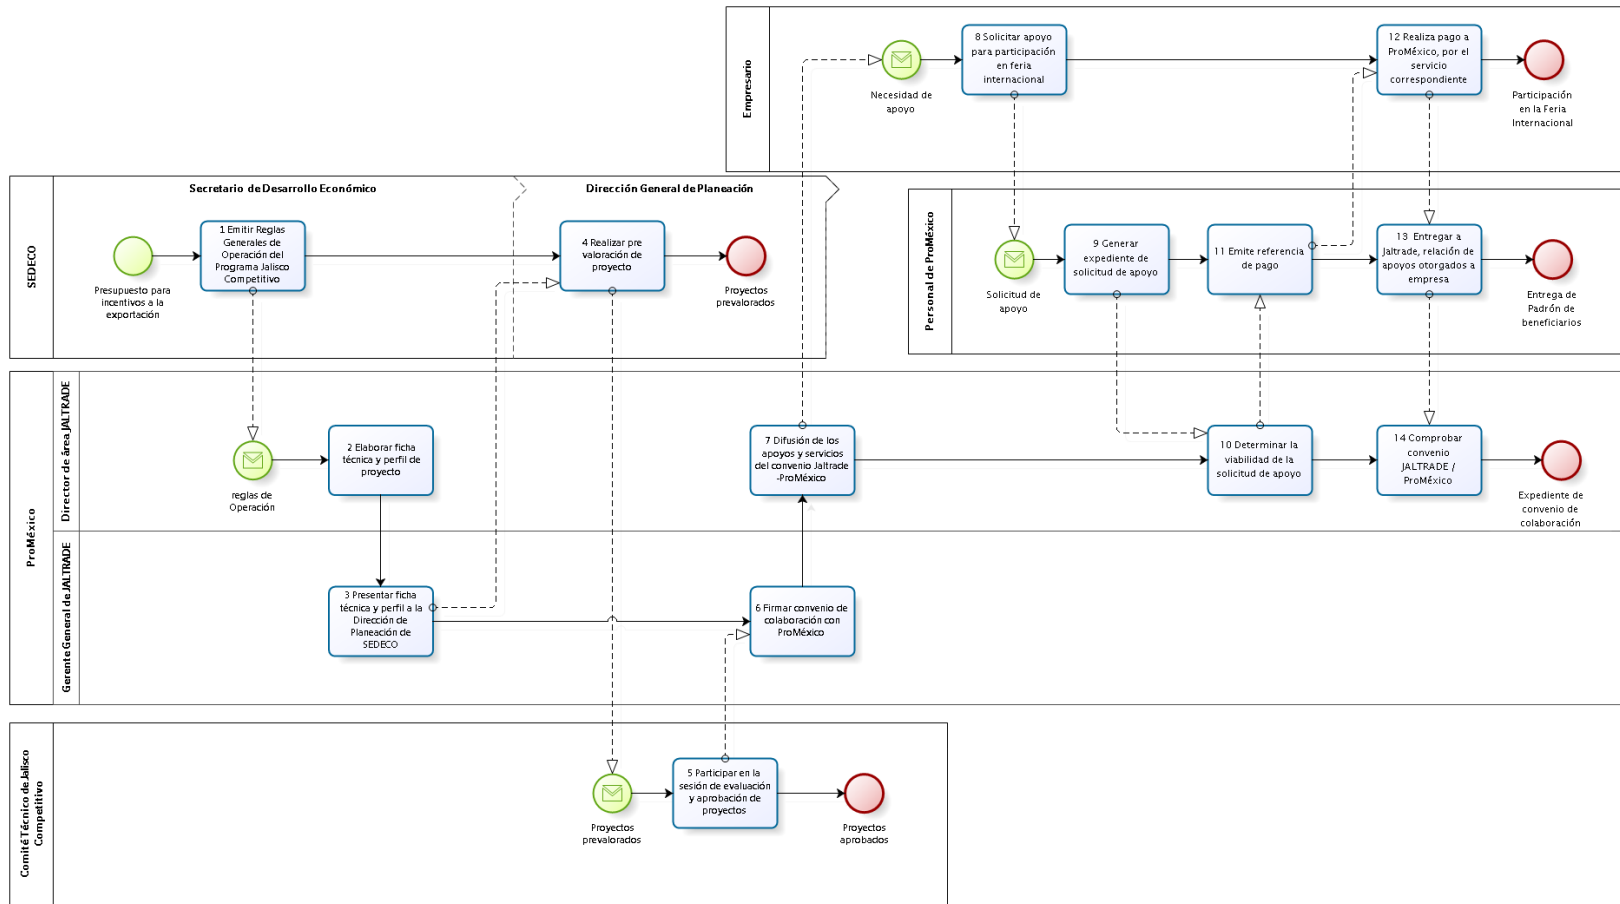 Empresario
Necesidad de
apoyo
8 Solicitar apoyo
para participación
en feria
internacional
12 Realiza pago a
ProMéxico, por el
servicio
correspondiente
Participación
en la Feria
Internacional
SEDECO
Secretario de Desarrollo Económico
Dirección General de Planeación
Presupuesto para
incentivos a la
exportación
1 Emitir Reglas
Generales de
Operación del
Programa Jalisco
Competitivo
4 Realizar pre
valoración de
proyecto
Proyectos
prevalorados
Personal de ProMéxico
Solicitud de
apoyo
9 Generar
expediente de
solicitud de apoyo
11 Emite referencia
de pago
13 Entregar a
Jaltrade, relación de
apoyos otorgados a
empresa
Entrega de
Padrón de
beneficiarios
ProMéxico
Director de área JALTRADE
reglas de
Operación
2 Elaborar ficha
técnica y perfil de
proyecto
7 Difusión de los
apoyos y servicios
del convenio Jaltrade
-ProMéxico
10 Determinar la
viabilidad de la
solicitud de apoyo
14 Comprobar
convenio
JALTRADE /
ProMéxico
Expediente de
convenio de
colaboración
Gerente General de JALTRADE
3 Presentar ficha
técnica y perfil a la
Dirección de
Planeación de
SEDECO
6 Firmar convenio de
colaboración con
ProMéxico
Comité Técnico de Jalisco
Competitivo
Proyectos
prevalorados
5 Participar en la
sesión de evaluación
y aprobación de
proyectos
Proyectos
aprobados